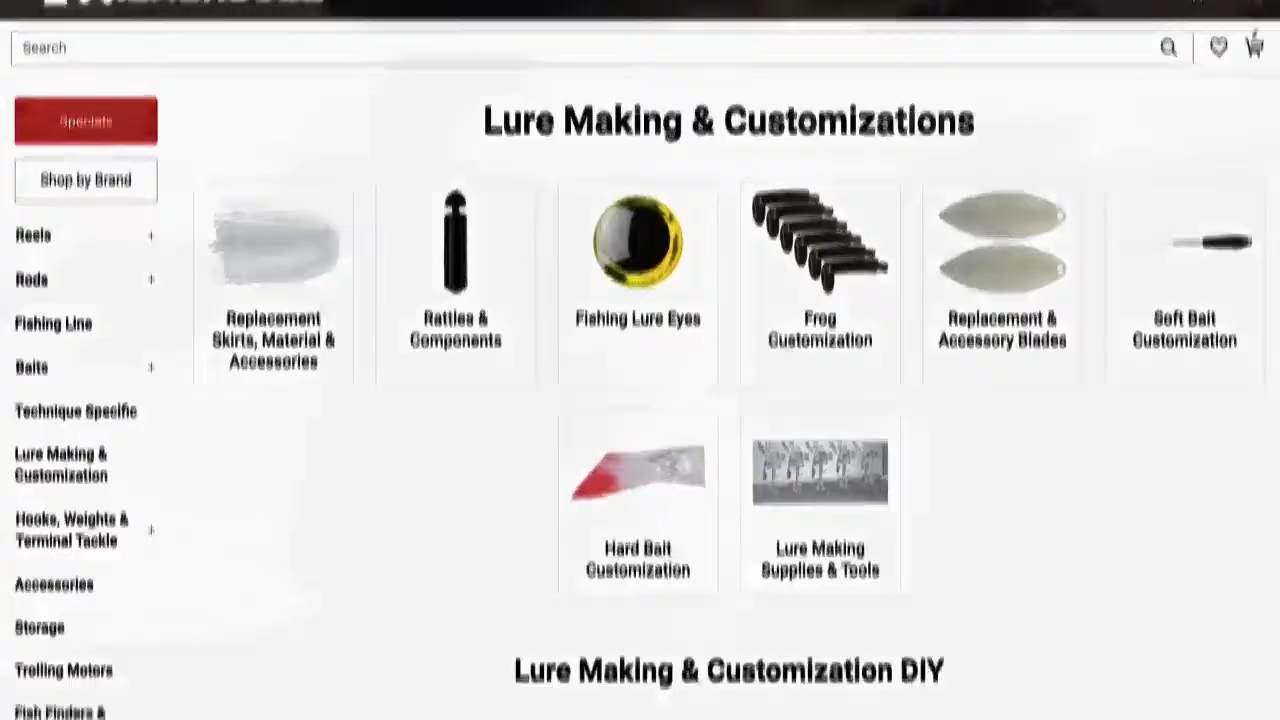 Search
Lure Making & Customizations
Specials
Shop by Brand
Reels +
Rods +
Fishing Line
Baits +
Technique Specific
Lure Making &
Customization
Hooks, Weights &
Terminal Tackle +
Accessories
Storage
Trolling Motors
Fish Finders &
Replacement
Skirts, Material &
Accessories
Rattles &
Components
Fishing Lure Eyes
Frog
Customization
Replacement &
Accessory Blades
Soft Bait
Customization
Hard Bait
Customization
Lure Making
Supplies & Tools
Lure Making & Customization DIY